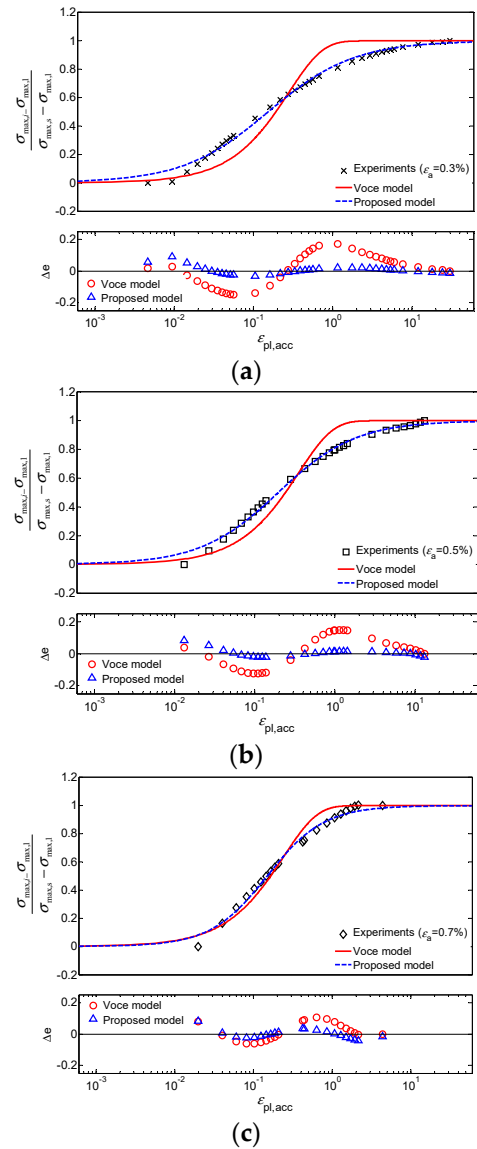 1.2
1
0.8
0.6
0.4
0.2
0
-0.2
σmax,i− σmax,1
σmax,s − σmax,1
× Experiments (εa=0.3%)
Voce model
Proposed model
0.2
0
-0.2
Δe
Voce model
Proposed model
10-3 10-2 10-1 100 101
εpl,acc
(a)
1.2
1
0.8
0.6
0.4
0.2
0
-0.2
σmax,i− σmax,1
σmax,s − σmax,1
Experiments (εa=0.5%)
Voce model
Proposed model
0.2
0
-0.2
Δe
Voce model
Proposed model
10-3 10-2 10-1 100 101
εpl,acc
(b)
1.2
1
0.8
0.6
0.4
0.2
0
-0.2
σmax,i− σmax,1
σmax,s − σmax,1
Experiments (εa=0.7%)
Voce model
Proposed model
0.2
0
-0.2
Δe
Voce model
Proposed model
10-3 10-2 10-1 100 101
εpl,acc
(c)